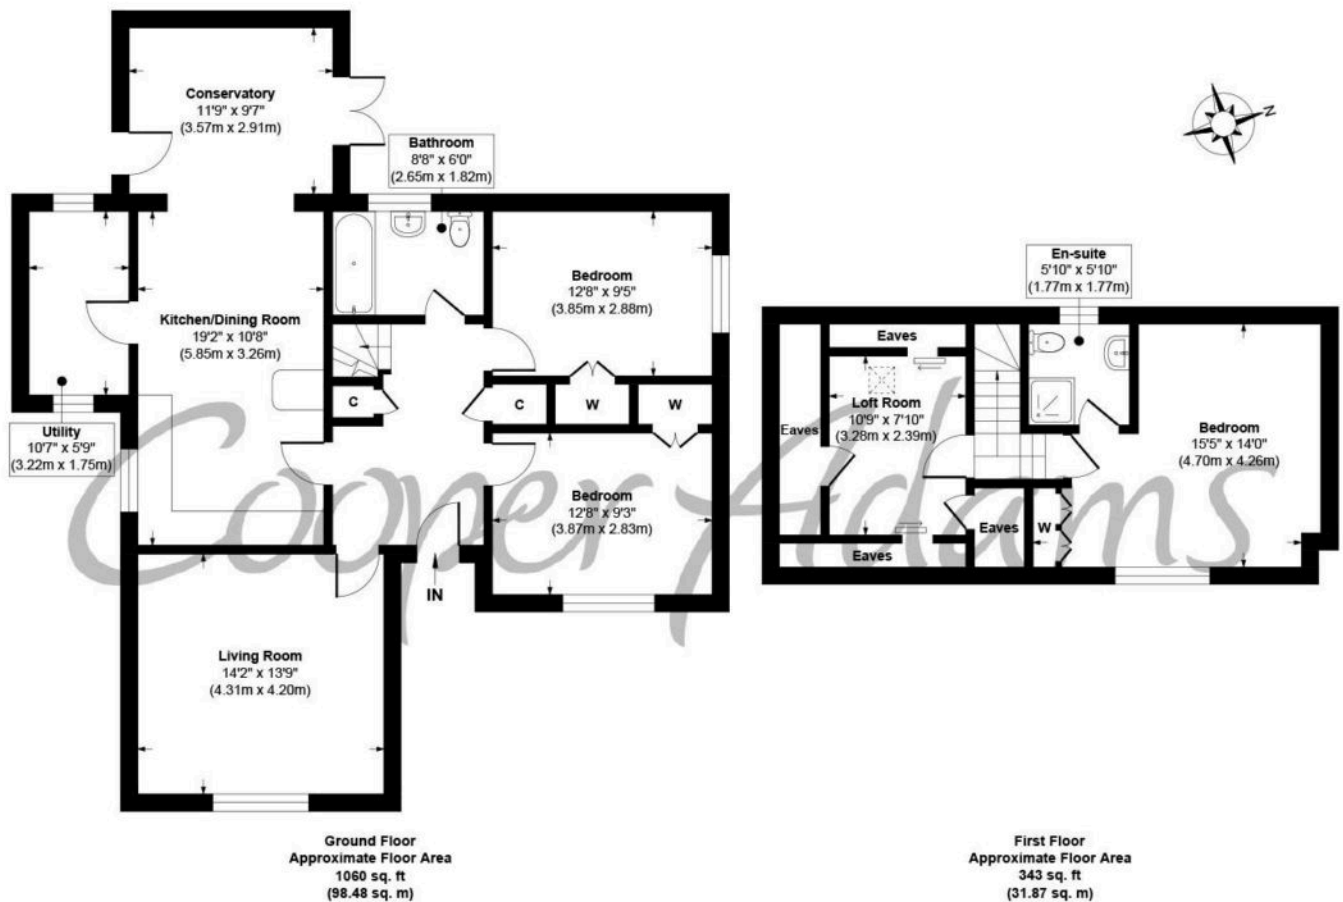 Conservatory
11'9" x 9'7"
(3.57m x 2.91m)
Bathroom
8'8" x 6'0"
(2.65m x 1.82m)
N
Bedroom
12'8" x 9'5"
(3.85m x 2.88m)
Kitchen/Dining Room
19'2" x 10'8"
(5.85m x 3.26m)
C
C
W
W
Utility
10'7" x 5'9"
(3.22m x 1.75m)
Bedroom
12'8" x 9'3"
(3.87m x 2.83m)
IN
Living Room
14'2" x 13'9"
(4.31m x 4.20m)
Ground Floor
Approximate Floor Area
1060 sq. ft
(98.48 sq. m)
En-suite
5'10" x 5'10"
(1.77m x 1.77m)
Eaves
Loft Room
10'9" x 7'10"
(3.28m x 2.39m)
Eaves
Bedroom
15'5" x 14'0"
(4.70m x 4.26m)
Eaves
W
Eaves
First Floor
Approximate Floor Area
343 sq. ft
(31.87 sq. m)
Cooper Adams